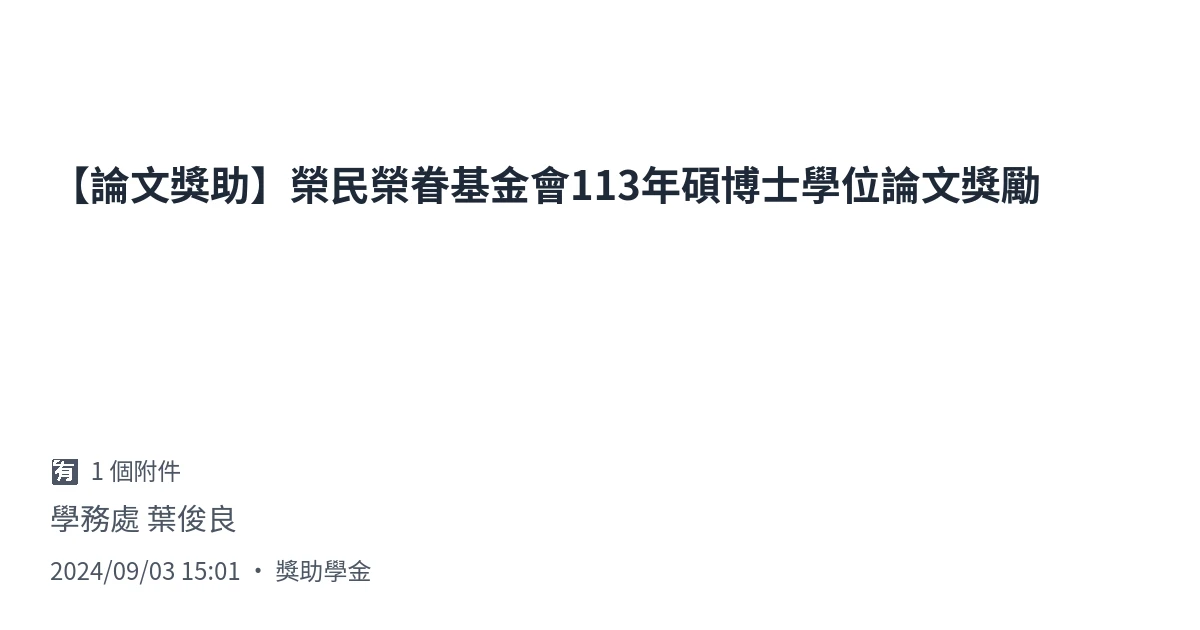 【論文獎助】榮民榮眷基金會113年碩博士學位論文獎勵
🈶 1 個附件
學務處 葉俊良
2024/09/03 15:01 • 獎助學金